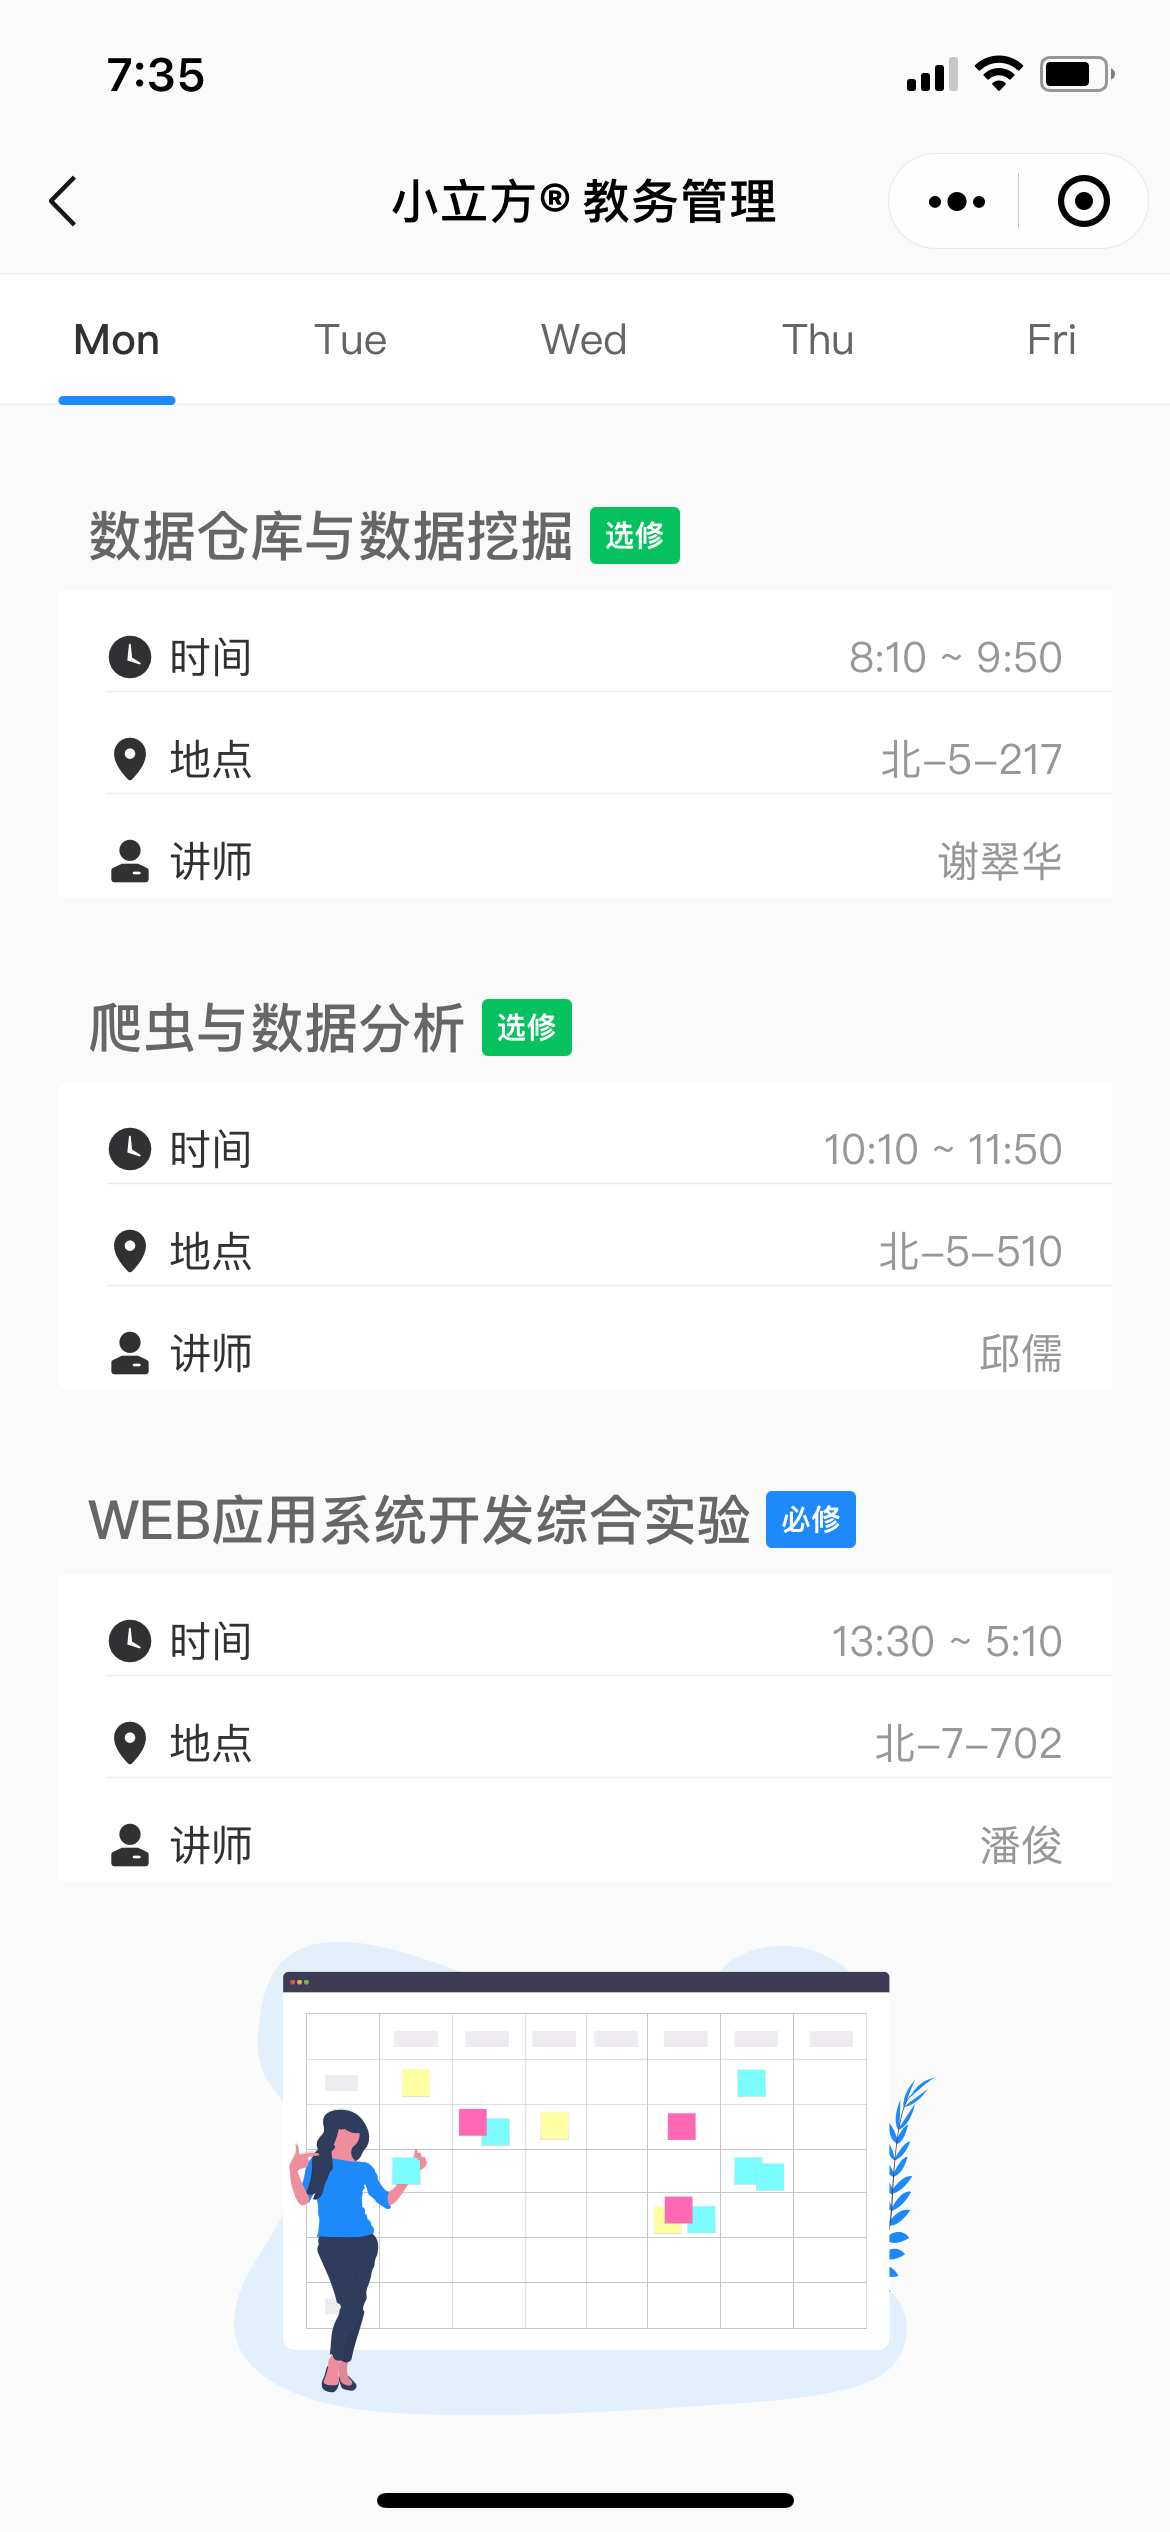 7:35
小立方® 教务管理
Mon Tue Wed Thu Fri
数据仓库与数据挖掘 选修
时间 8:10 ~ 9:50
地点 北-5-217
讲师 谢翠华
爬虫与数据分析 选修
时间 10:10 ~ 11:50
地点 北-5-510
讲师 邱儒
WEB应用系统开发综合实验 必修
时间 13:30 ~ 5:10
地点 北-7-702
讲师 潘俊